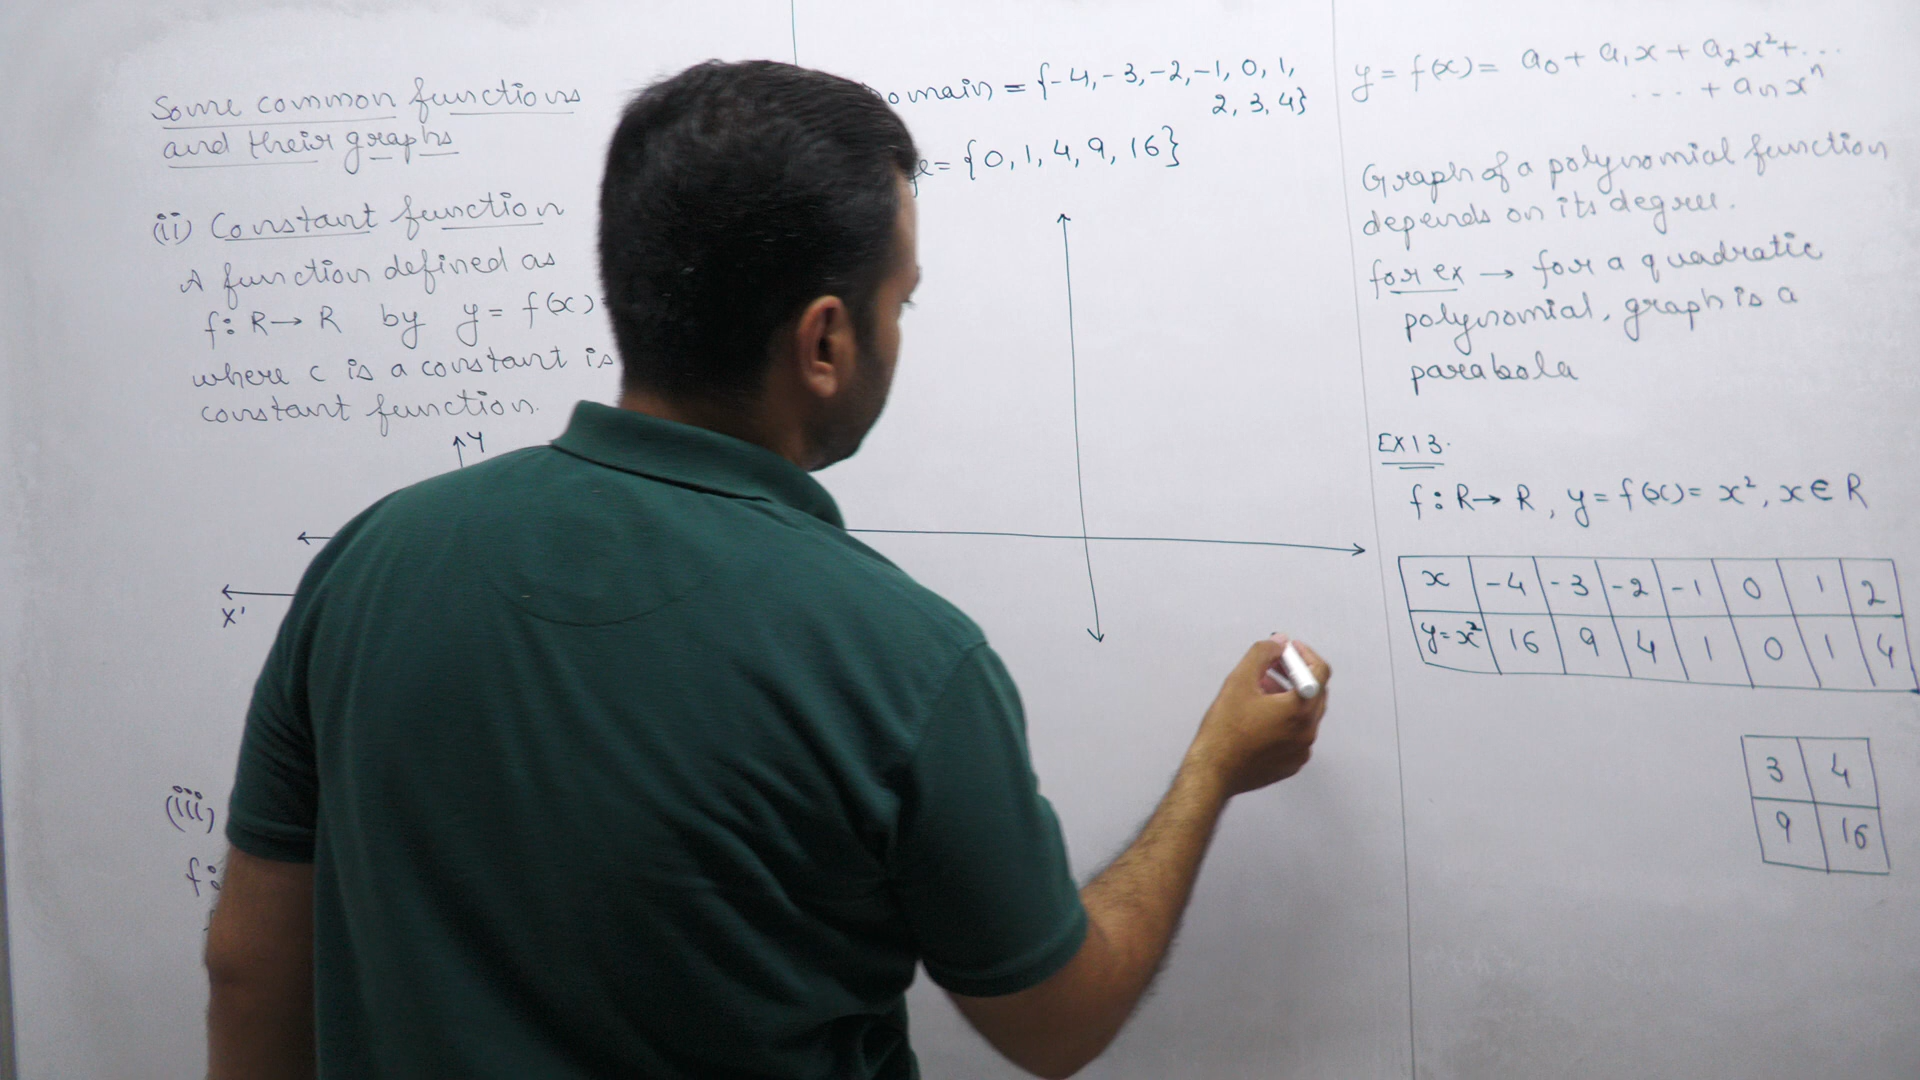 Some common functions
and their graphs
(ii) Constant function
A function defined as
f: R→ R by y = f(x)
where c is a constant is
constant function.
Y
X'
(iii)
f:
omain = {-4, -3, -2, -1, 0, 1,
2, 3, 4}
= {0, 1, 4, 9, 16}
y = f(x) = a₀ + a₁x + a₂x² + ...
... + aₙxⁿ
Graph of a polynomial function
depends on its degree.
for ex → for a quadratic
polynomial, graph is a
parabola
EX 13.
f: R→ R, y = f(x) = x², x ∈ R
x -4 -3 -2 -1 0 1 2
y=x² 16 9 4 1 0 1 4
3 4
9 16